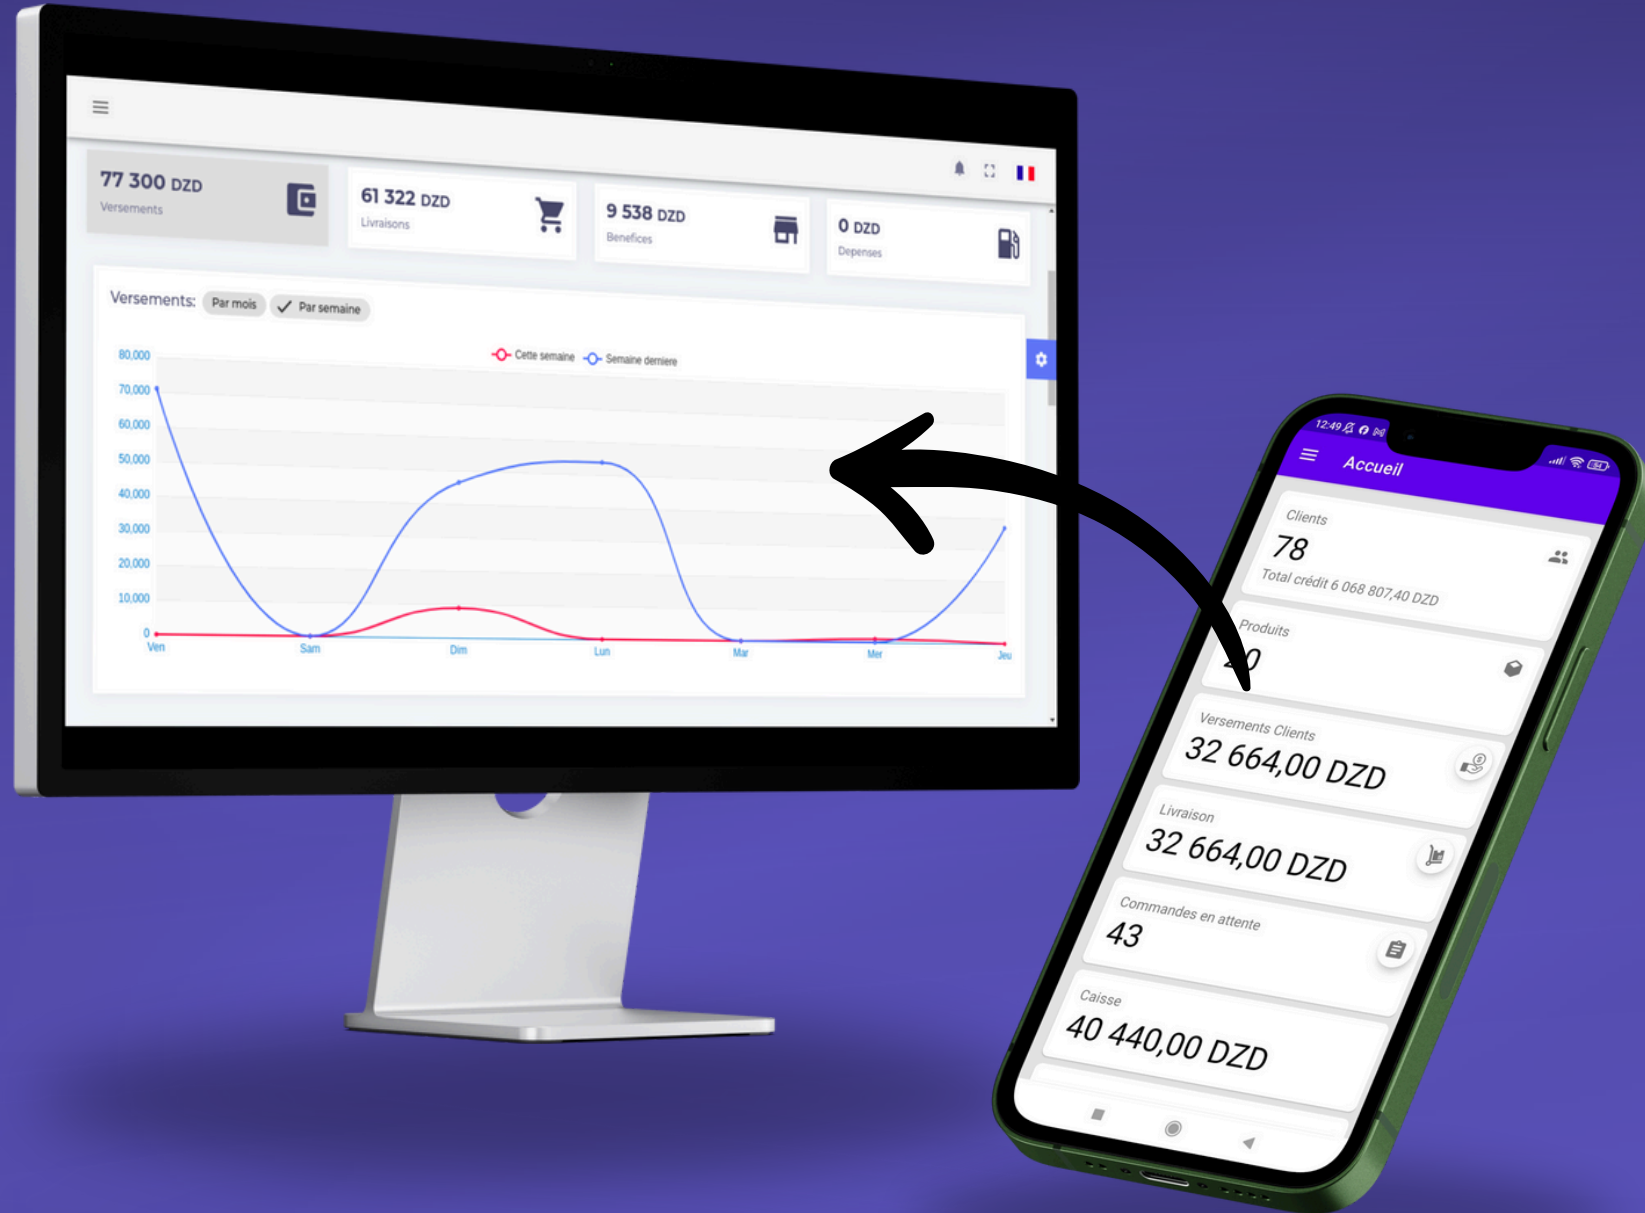 77 300 DZD
Versements
61 322 DZD
Livraisons
9 538 DZD
Benefices
0 DZD
Depenses
Versements: Par mois Par semaine
Cette semaine Semaine derniere
80,000
70,000
60,000
50,000
40,000
30,000
20,000
10,000
0
Ven Sam Dim Lun Mar Mer Jeu
12:49
Accueil
Clients
78
Total crédit 6 068 807,40 DZD
Produits
Versements Clients
32 664,00 DZD
Livraison
32 664,00 DZD
Commandes en attente
43
Caisse
40 440,00 DZD